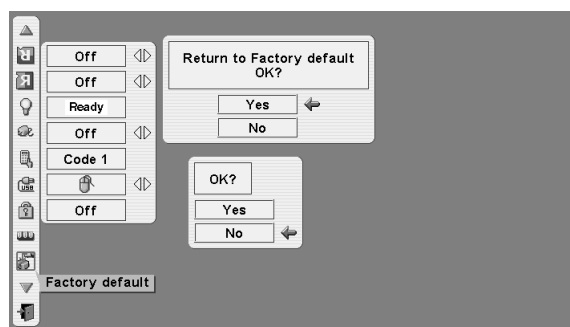 Off
Off
Ready
Off
Code 1
USB
Off
Factory default
Return to Factory default
OK?
Yes
No
OK?
Yes
No